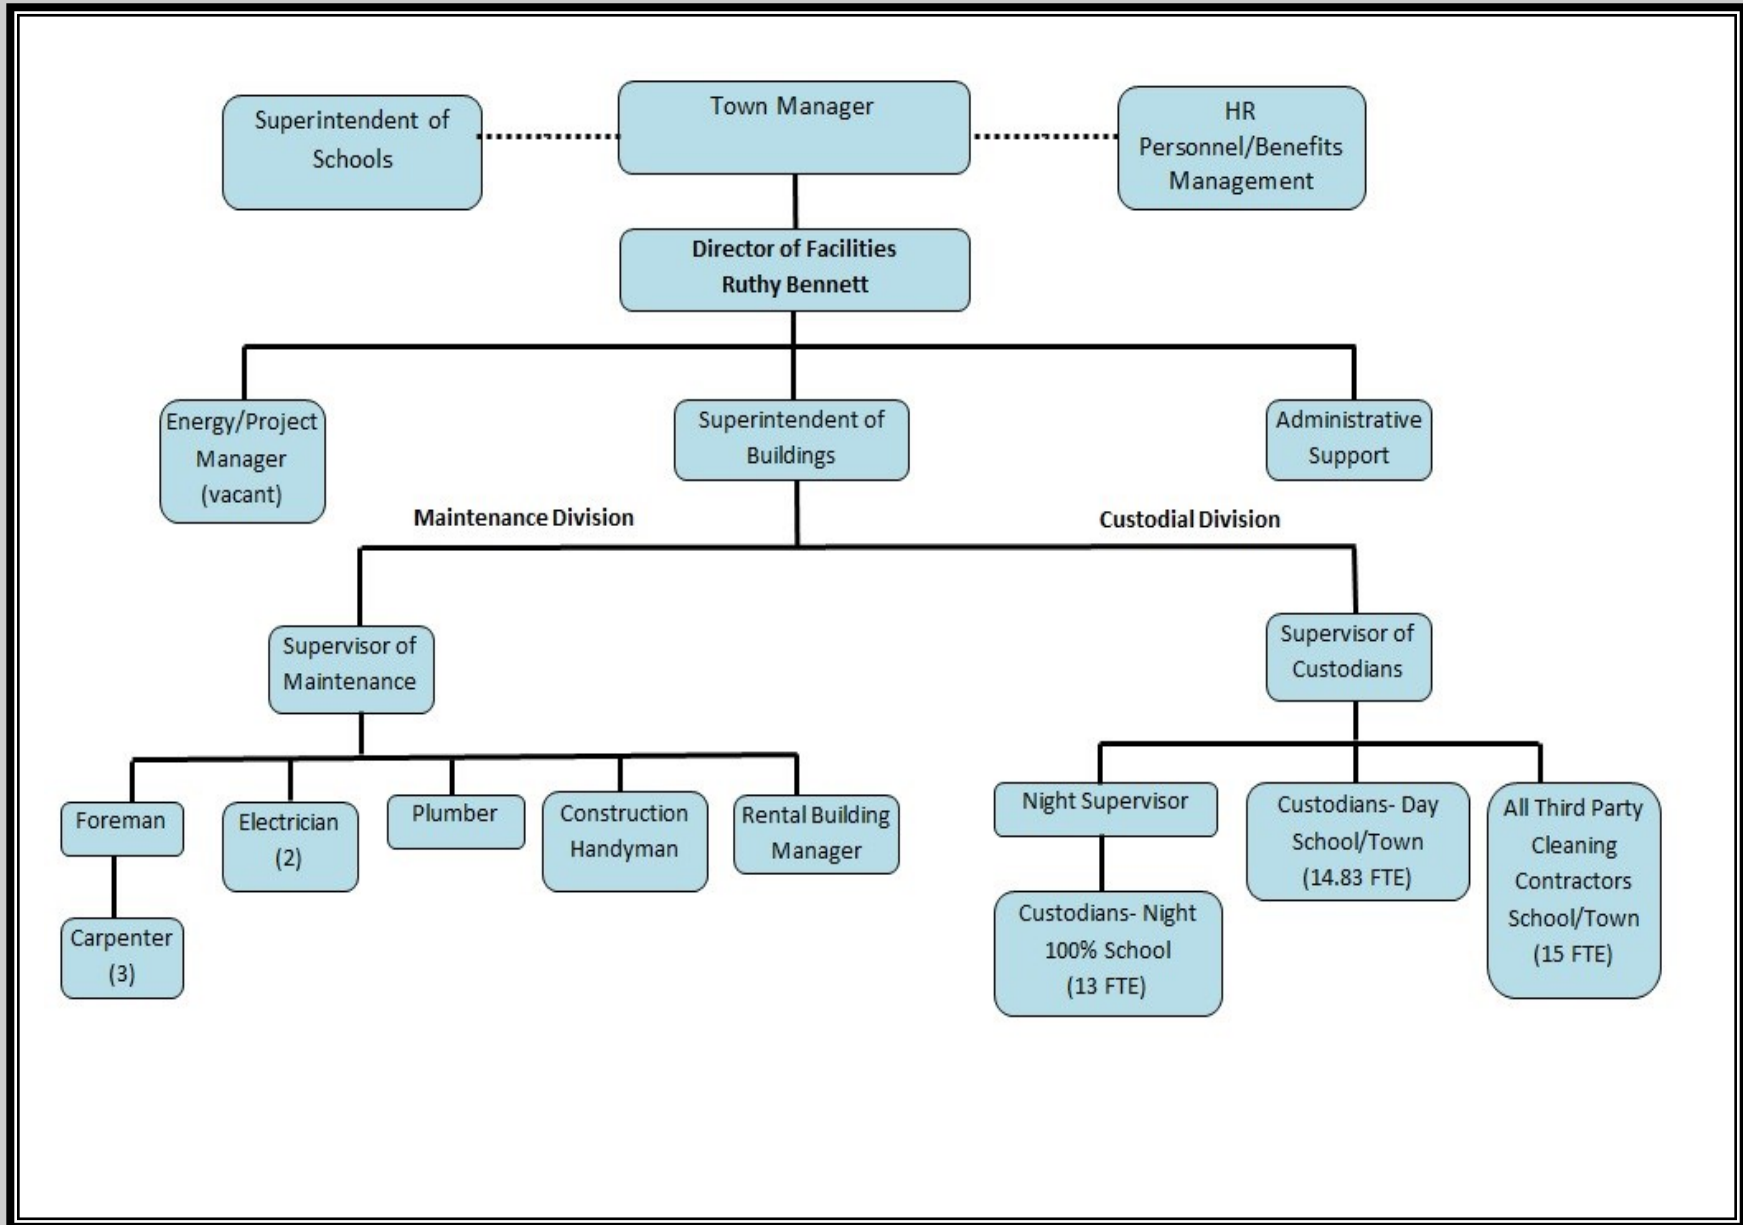 Superintendent of
Schools
Town Manager
HR
Personnel/Benefits
Management
Director of Facilities
Ruthy Bennett
Energy/Project
Manager
(vacant)
Superintendent of
Buildings
Administrative
Support
Maintenance Division
Custodial Division
Supervisor of
Maintenance
Supervisor of
Custodians
Foreman
Electrician
(2)
Plumber
Construction
Handyman
Rental Building
Manager
Carpenter
(3)
Night Supervisor
Custodians- Day
School/Town
(14.83 FTE)
All Third Party
Cleaning
Contractors
School/Town
(15 FTE)
Custodians- Night
100% School
(13 FTE)